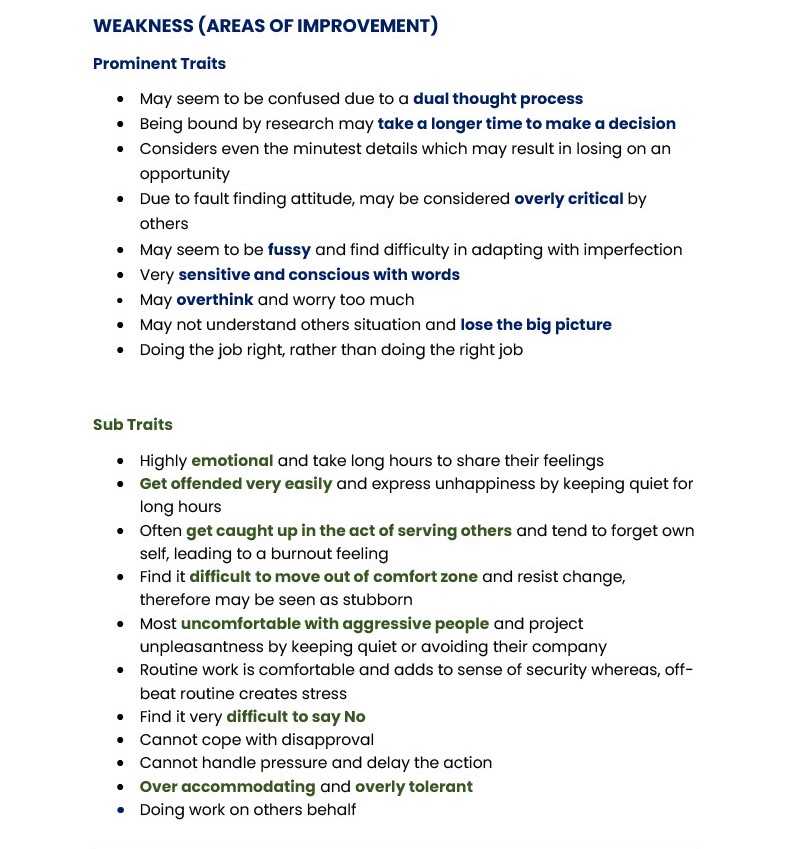 WEAKNESS (AREAS OF IMPROVEMENT)
Prominent Traits
• May seem to be confused due to a dual thought process
• Being bound by research may take a longer time to make a decision
• Considers even the minutest details which may result in losing on an
opportunity
• Due to fault finding attitude, may be considered overly critical by
others
• May seem to be fussy and find difficulty in adapting with imperfection
• Very sensitive and conscious with words
• May overthink and worry too much
• May not understand others situation and lose the big picture
• Doing the job right, rather than doing the right job
Sub Traits
• Highly emotional and take long hours to share their feelings
• Get offended very easily and express unhappiness by keeping quiet for
long hours
• Often get caught up in the act of serving others and tend to forget own
self, leading to a burnout feeling
• Find it difficult to move out of comfort zone and resist change,
therefore may be seen as stubborn
• Most uncomfortable with aggressive people and project
unpleasantness by keeping quiet or avoiding their company
• Routine work is comfortable and adds to sense of security whereas, off-
beat routine creates stress
• Find it very difficult to say No
• Cannot cope with disapproval
• Cannot handle pressure and delay the action
• Over accommodating and overly tolerant
• Doing work on others behalf